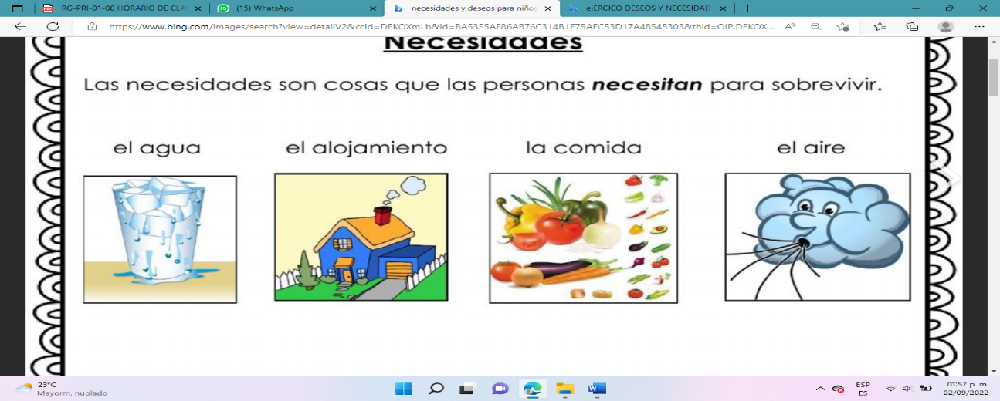 RG-PRI-01-08 HORARIO DE CLA
(15) WhatsApp
necesidades y deseos para niños
ejERCICO DESEOS Y NECESIDAD
https://www.bing.com/images/search?view=detailV2&ccid=DEKOXmLb&id=BA53E5AF86AB76C314B1E75AFC53D17A48545303&thid=OIP.DEKOX...
Necesidades
Las necesidades son cosas que las personas necesitan para sobrevivir.
el agua el alojamiento la comida el aire
23°C
Mayorm. nublado
ESP
ES
01:57 p. m.
02/09/2022